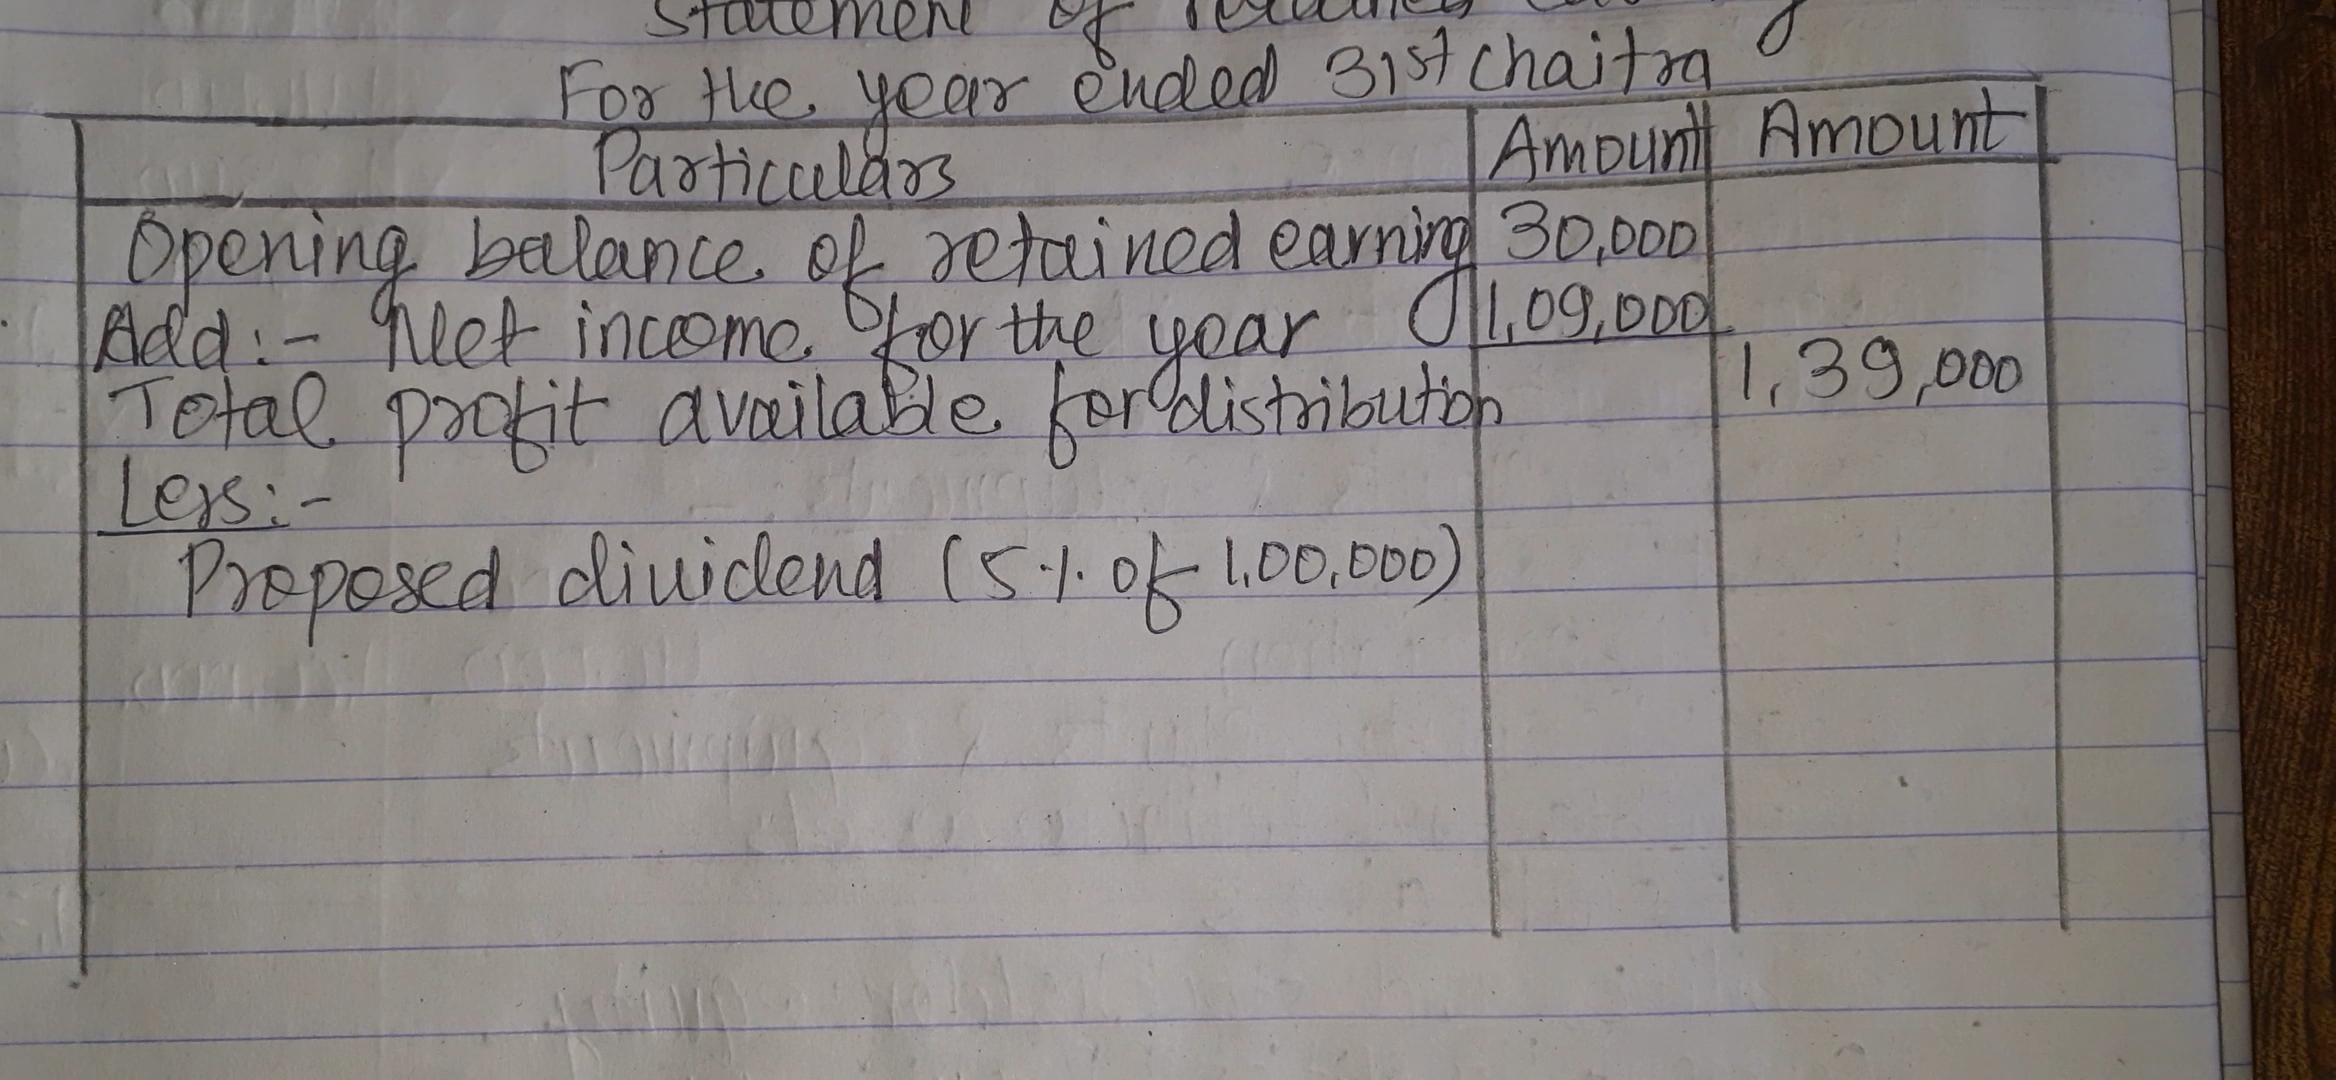 Statement of retained
For the year ended 31st chaitra
Particulars Amount Amount
Opening balance of retained earning 30,000
Add:- Net income for the year 1,09,000
Total profit available for distribution 1,39,000
Less:-
Proposed dividend (5% of 1,00,000)